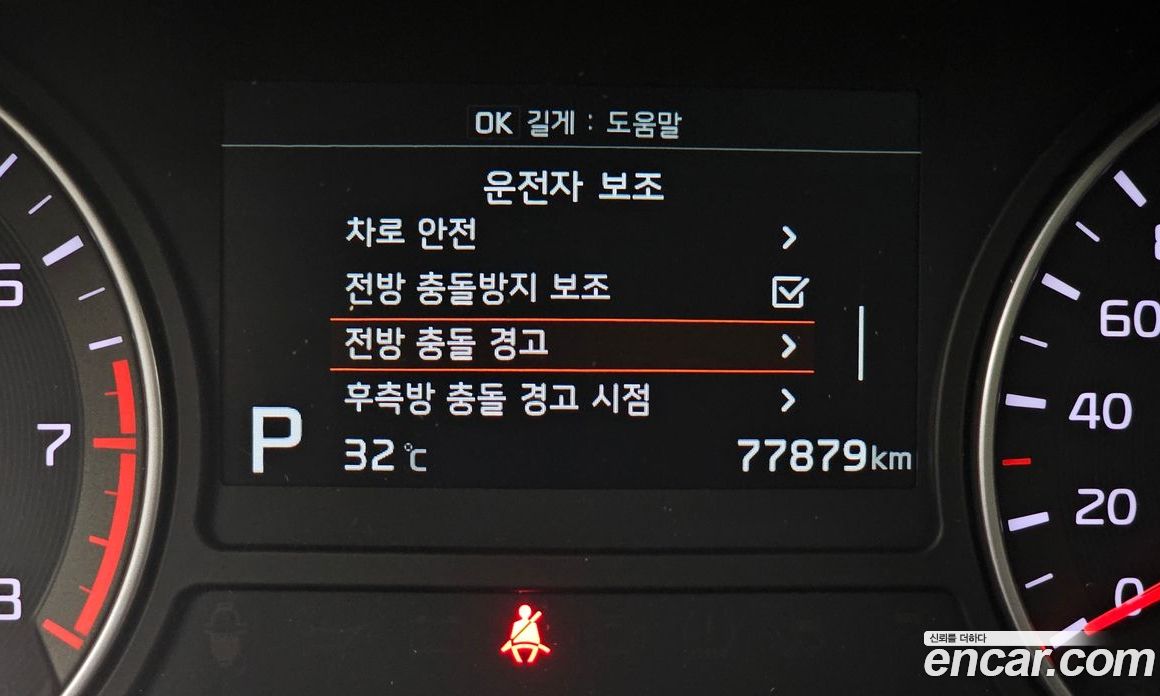 OK 길게 : 도움말
운전자 보조
차로 안전
전방 충돌방지 보조
전방 충돌 경고
후측방 충돌 경고 시점
P
32 ℃
77879 km
7
60
40
20
0
신뢰를 더하다
encar.com